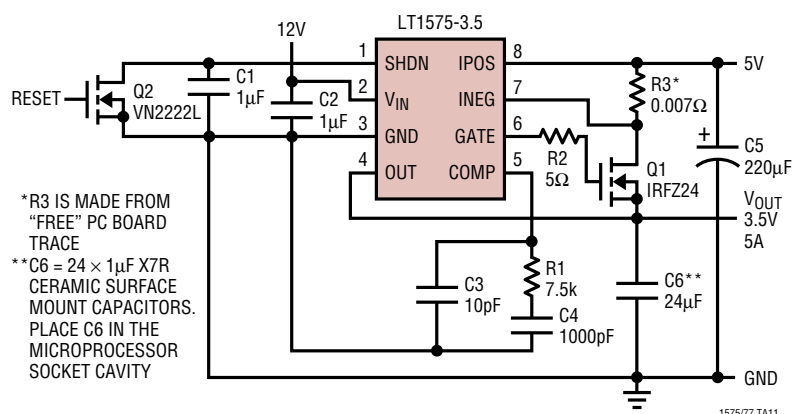 LT1575-3.5
12V
1
SHDN
IPOS
8
5V
RESET
Q2
VN2222L
C1
1µF
2
VIN
INEG
7
R3*
0.007Ω
C2
1µF
3
GND
GATE
6
R2
5Ω
Q1
IRFZ24
+
C5
220µF
4
OUT
COMP
5
VOUT
3.5V
5A
*R3 IS MADE FROM
“FREE” PC BOARD
TRACE
**C6 = 24 × 1µF X7R
CERAMIC SURFACE
MOUNT CAPACITORS.
PLACE C6 IN THE
MICROPROCESSOR
SOCKET CAVITY
C3
10pF
R1
7.5k
C4
1000pF
C6**
24µF
GND
1575/77 TA11